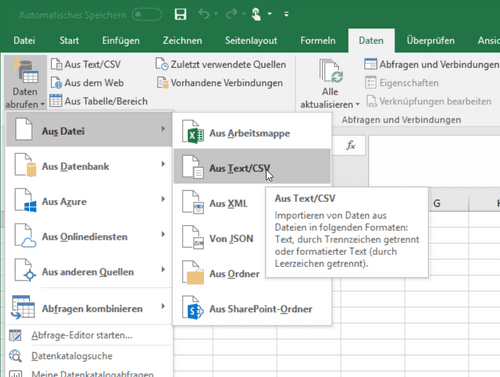 Automatisches Speichern
Datei Start Einfügen Zeichnen Seitenlayout Formeln Daten Überprüfen Ansi
Daten abrufen
Aus Text/CSV
Aus dem Web
Aus Tabelle/Bereich
Zuletzt verwendete Quellen
Vorhandene Verbindungen
Alle aktualisieren
Abfragen und Verbindungen
Eigenschaften
Verknüpfungen bearbeiten
Abfragen und Verbindungen
Aus Datei
Aus Datenbank
Aus Azure
Aus Onlinediensten
Aus anderen Quellen
Abfragen kombinieren
Abfrage-Editor starten...
Datenkatalogsuche
Meine Datenkatalogabfragen
Aus Arbeitsmappe
Aus Text/CSV
Aus XML
Von JSON
Aus Ordner
Aus SharePoint-Ordner
Aus Text/CSV
Importieren von Daten aus
Dateien in folgenden Formaten:
Text, durch Trennzeichen getrennt
oder formatierter Text (durch
Leerzeichen getrennt).
fx
G